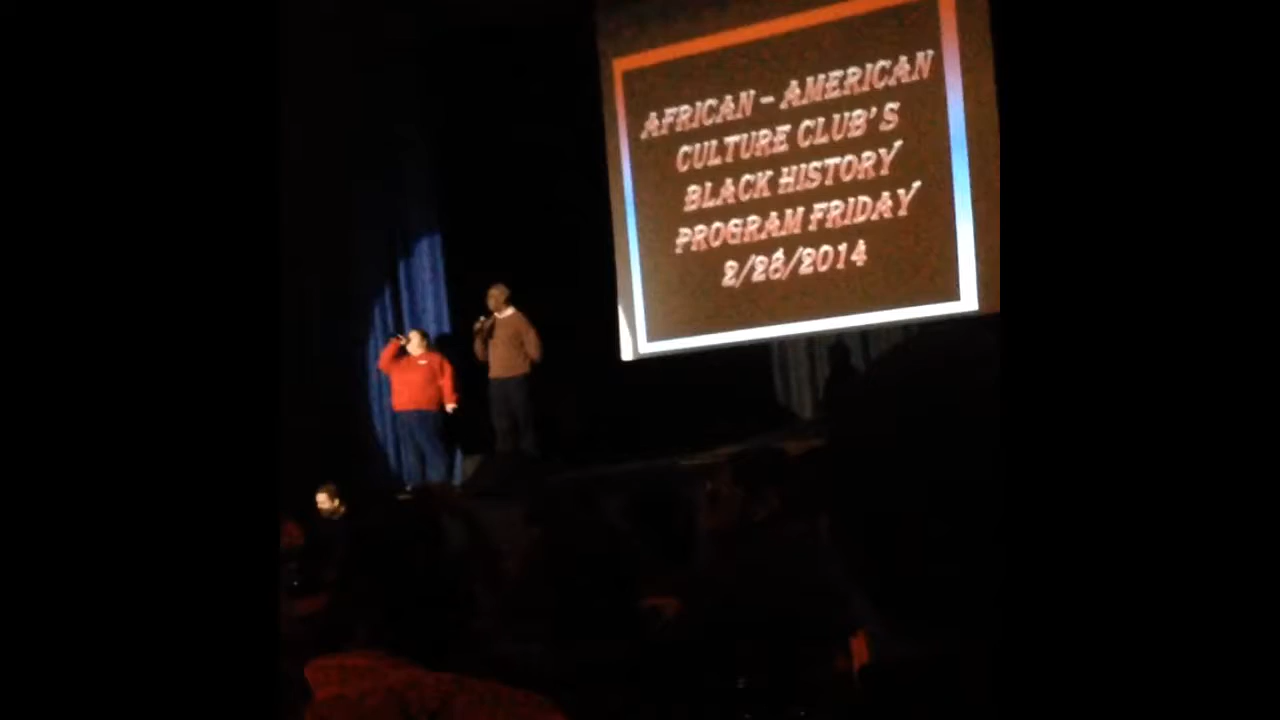 AFRICAN - AMERICAN
CULTURE CLUB'S
BLACK HISTORY
PROGRAM FRIDAY
2/28/2014